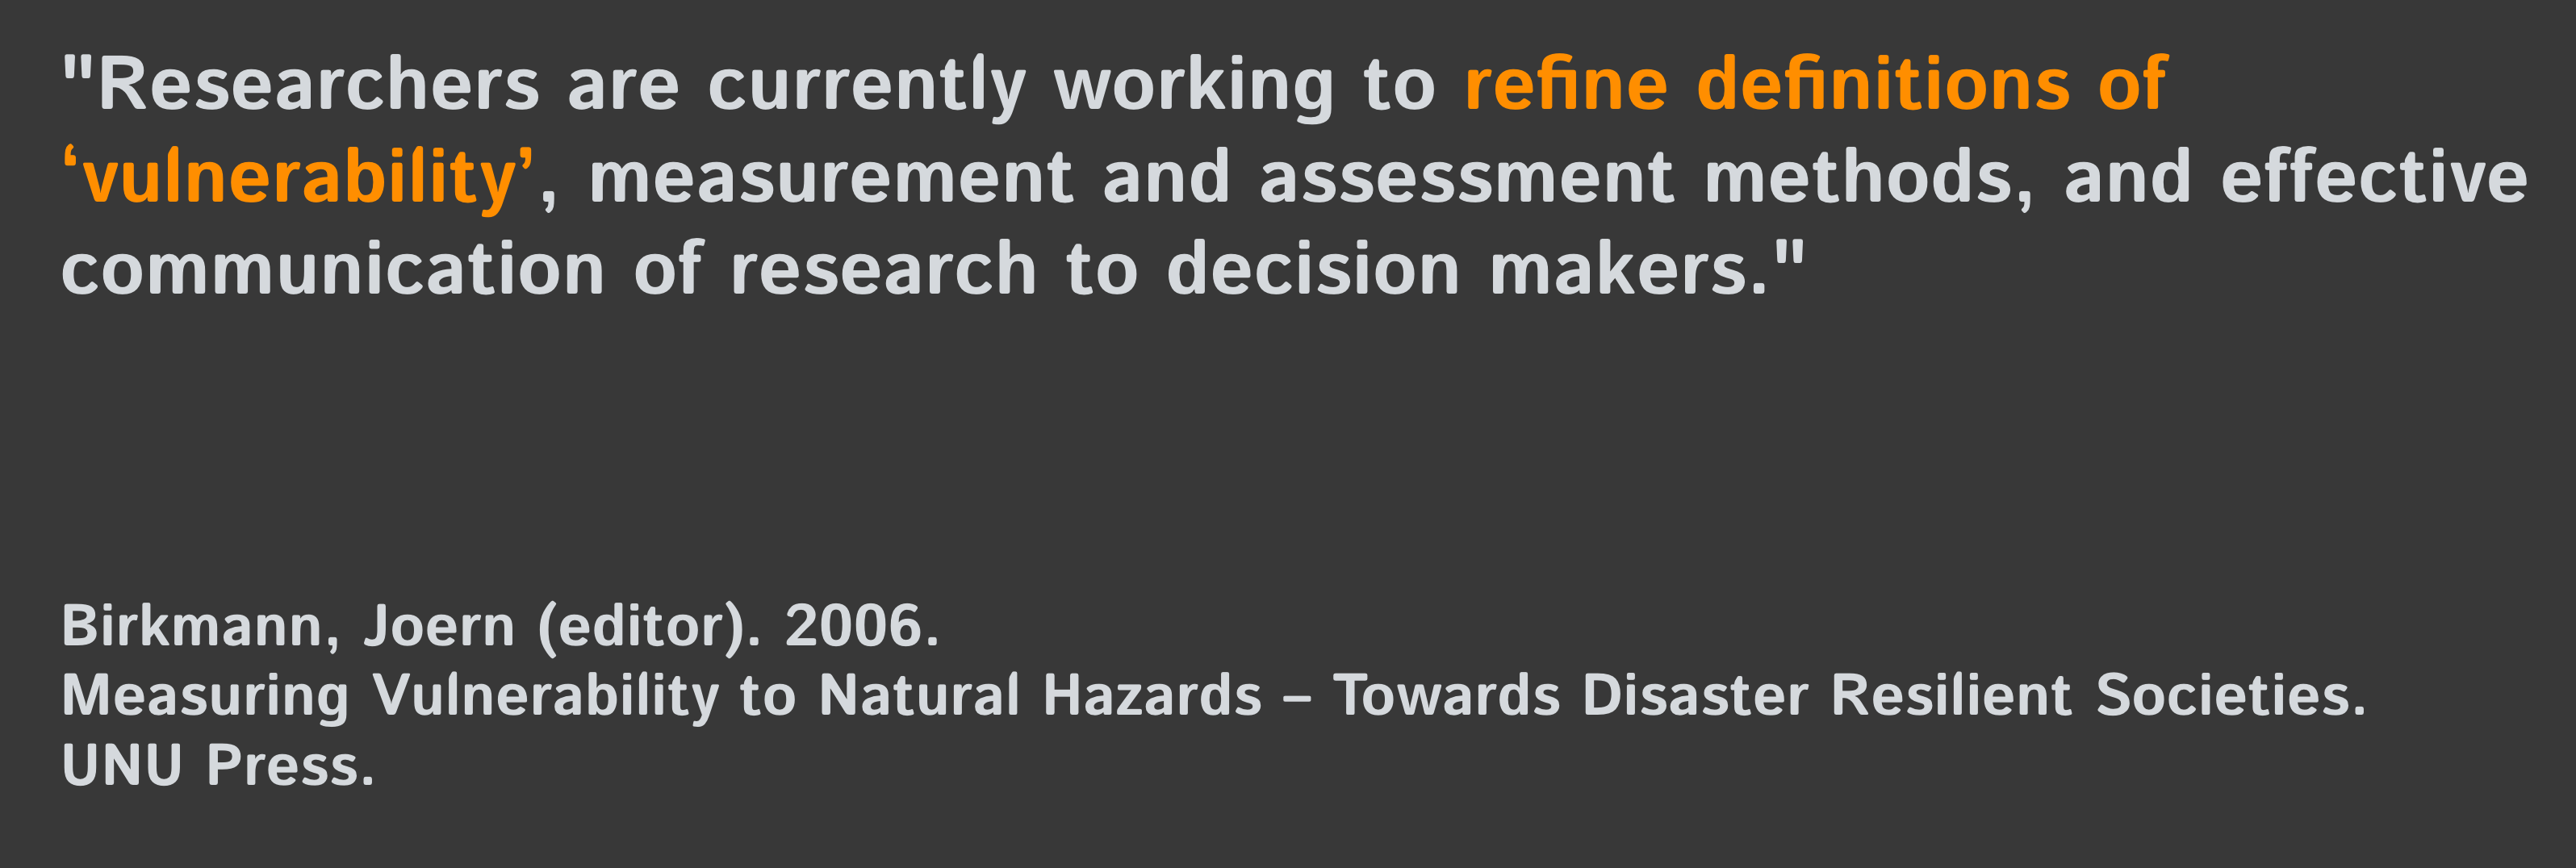 "Researchers are currently working to refine definitions of
‘vulnerability’, measurement and assessment methods, and effective
communication of research to decision makers."
Birkmann, Joern (editor). 2006.
Measuring Vulnerability to Natural Hazards – Towards Disaster Resilient Societies.
UNU Press.